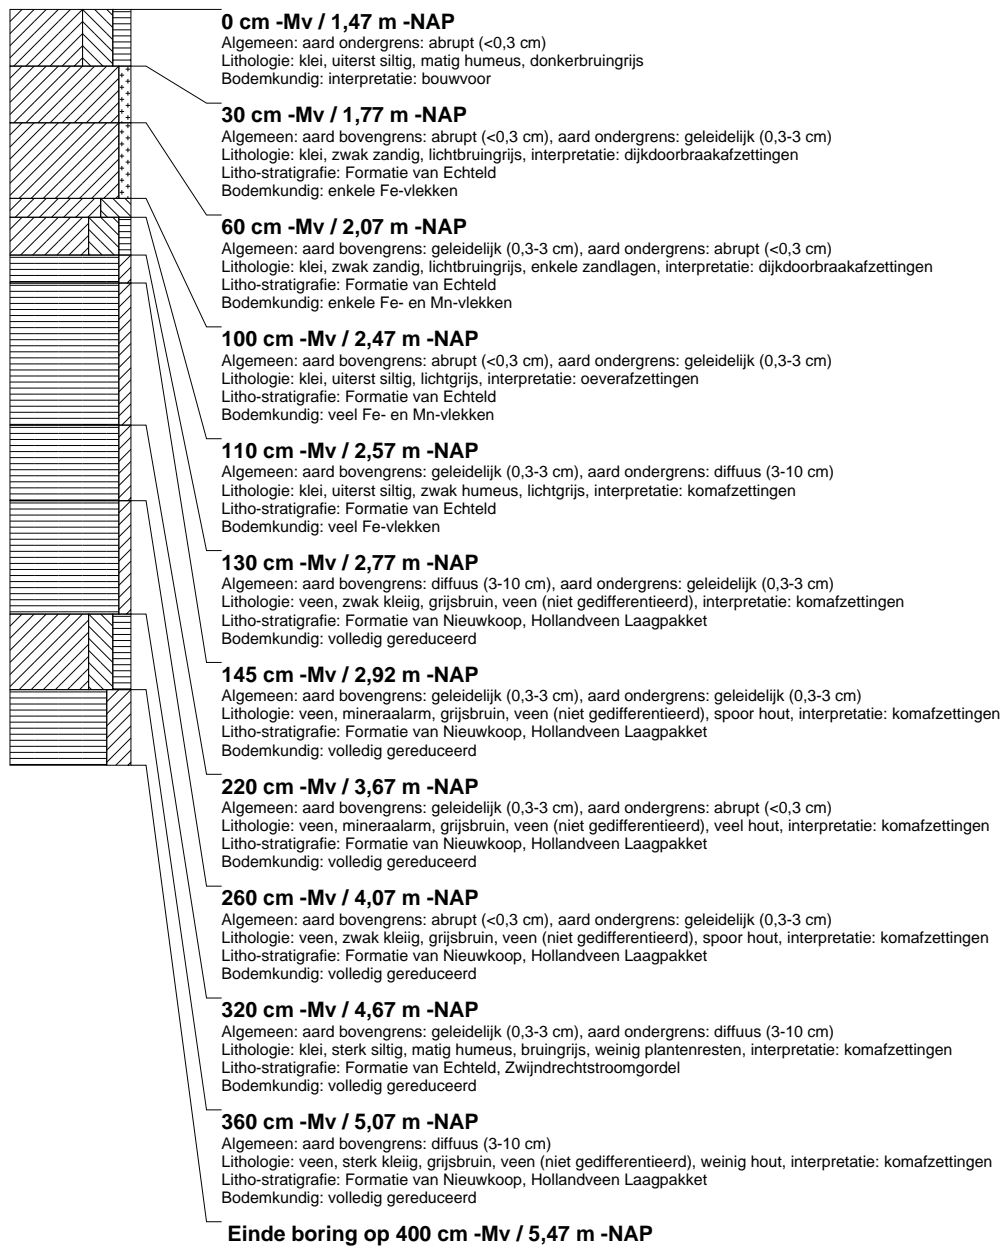 0 cm -Mv / 1,47 m -NAP
Algemeen: aard ondergrens: abrupt (<0,3 cm)
Lithologie: klei, uiterst siltig, matig humeus, donkerbruingrijs
Bodemkundig: interpretatie: bouwvoor
30 cm -Mv / 1,77 m -NAP
Algemeen: aard bovengrens: abrupt (<0,3 cm), aard ondergrens: geleidelijk (0,3-3 cm)
Lithologie: klei, zwak zandig, lichtbruingrijs, interpretatie: dijkdoorbraakafzettingen
Litho-stratigrafie: Formatie van Echteld
Bodemkundig: enkele Fe-vlekken
60 cm -Mv / 2,07 m -NAP
Algemeen: aard bovengrens: geleidelijk (0,3-3 cm), aard ondergrens: abrupt (<0,3 cm)
Lithologie: klei, zwak zandig, lichtbruingrijs, enkele zandlagen, interpretatie: dijkdoorbraakafzettingen
Litho-stratigrafie: Formatie van Echteld
Bodemkundig: enkele Fe- en Mn-vlekken
100 cm -Mv / 2,47 m -NAP
Algemeen: aard bovengrens: abrupt (<0,3 cm), aard ondergrens: geleidelijk (0,3-3 cm)
Lithologie: klei, uiterst siltig, lichtgrijs, interpretatie: oeverafzettingen
Litho-stratigrafie: Formatie van Echteld
Bodemkundig: veel Fe- en Mn-vlekken
110 cm -Mv / 2,57 m -NAP
Algemeen: aard bovengrens: geleidelijk (0,3-3 cm), aard ondergrens: diffuus (3-10 cm)
Lithologie: klei, uiterst siltig, zwak humeus, lichtgrijs, interpretatie: komafzettingen
Litho-stratigrafie: Formatie van Echteld
Bodemkundig: veel Fe-vlekken
130 cm -Mv / 2,77 m -NAP
Algemeen: aard bovengrens: diffuus (3-10 cm), aard ondergrens: geleidelijk (0,3-3 cm)
Lithologie: veen, zwak kleiig, grijsbruin, veen (niet gedifferentieerd), interpretatie: komafzettingen
Litho-stratigrafie: Formatie van Nieuwkoop, Hollandveen Laagpakket
Bodemkundig: volledig gereduceerd
145 cm -Mv / 2,92 m -NAP
Algemeen: aard bovengrens: geleidelijk (0,3-3 cm), aard ondergrens: geleidelijk (0,3-3 cm)
Lithologie: veen, mineraalarm, grijsbruin, veen (niet gedifferentieerd), spoor hout, interpretatie: komafzettingen
Litho-stratigrafie: Formatie van Nieuwkoop, Hollandveen Laagpakket
Bodemkundig: volledig gereduceerd
220 cm -Mv / 3,67 m -NAP
Algemeen: aard bovengrens: geleidelijk (0,3-3 cm), aard ondergrens: abrupt (<0,3 cm)
Lithologie: veen, mineraalarm, grijsbruin, veen (niet gedifferentieerd), veel hout, interpretatie: komafzettingen
Litho-stratigrafie: Formatie van Nieuwkoop, Hollandveen Laagpakket
Bodemkundig: volledig gereduceerd
260 cm -Mv / 4,07 m -NAP
Algemeen: aard bovengrens: abrupt (<0,3 cm), aard ondergrens: geleidelijk (0,3-3 cm)
Lithologie: veen, zwak kleiig, grijsbruin, veen (niet gedifferentieerd), spoor hout, interpretatie: komafzettingen
Litho-stratigrafie: Formatie van Nieuwkoop, Hollandveen Laagpakket
Bodemkundig: volledig gereduceerd
320 cm -Mv / 4,67 m -NAP
Algemeen: aard bovengrens: geleidelijk (0,3-3 cm), aard ondergrens: diffuus (3-10 cm)
Lithologie: klei, sterk siltig, matig humeus, bruingrijs, weinig plantenresten, interpretatie: komafzettingen
Litho-stratigrafie: Formatie van Echteld, Zwijndrechtstroomgordel
Bodemkundig: volledig gereduceerd
360 cm -Mv / 5,07 m -NAP
Algemeen: aard bovengrens: diffuus (3-10 cm)
Lithologie: veen, sterk kleiig, grijsbruin, veen (niet gedifferentieerd), weinig hout, interpretatie: komafzettingen
Litho-stratigrafie: Formatie van Nieuwkoop, Hollandveen Laagpakket
Bodemkundig: volledig gereduceerd
Einde boring op 400 cm -Mv / 5,47 m -NAP